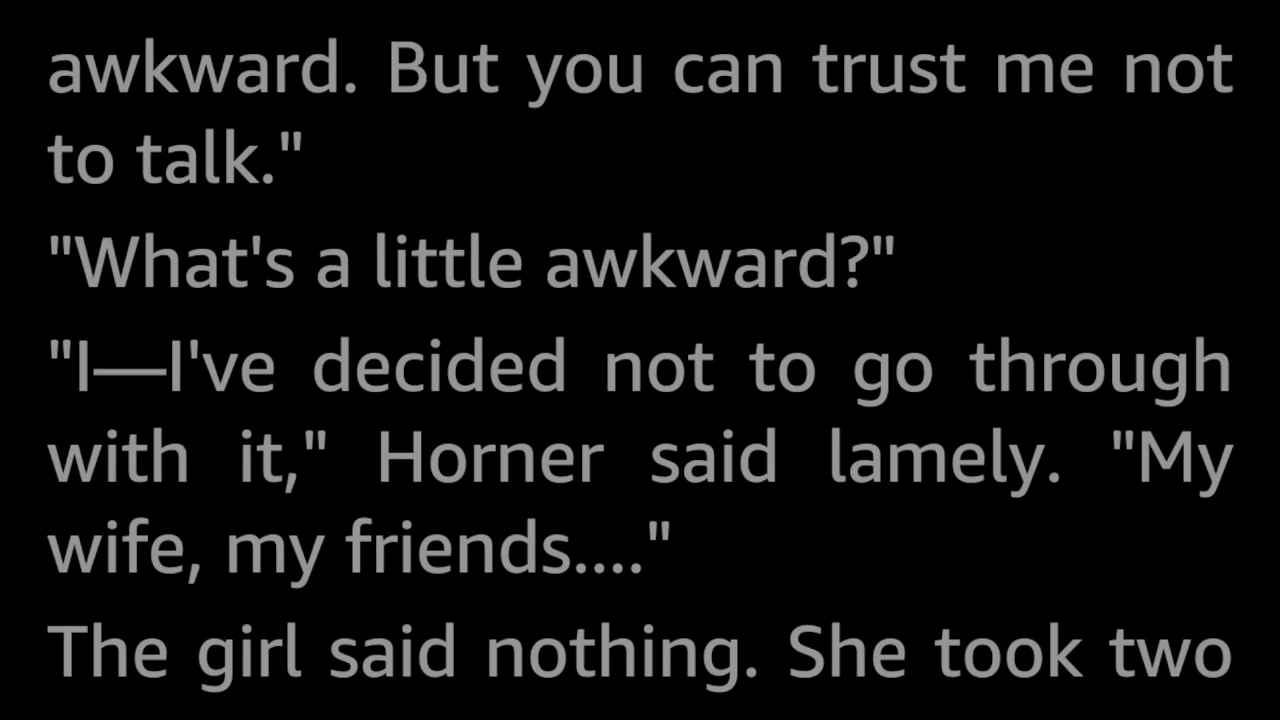 awkward. But you can trust me not
to talk."
"What's a little awkward?"
"I—I've decided not to go through
with it," Horner said lamely. "My
wife, my friends...."
The girl said nothing. She took two